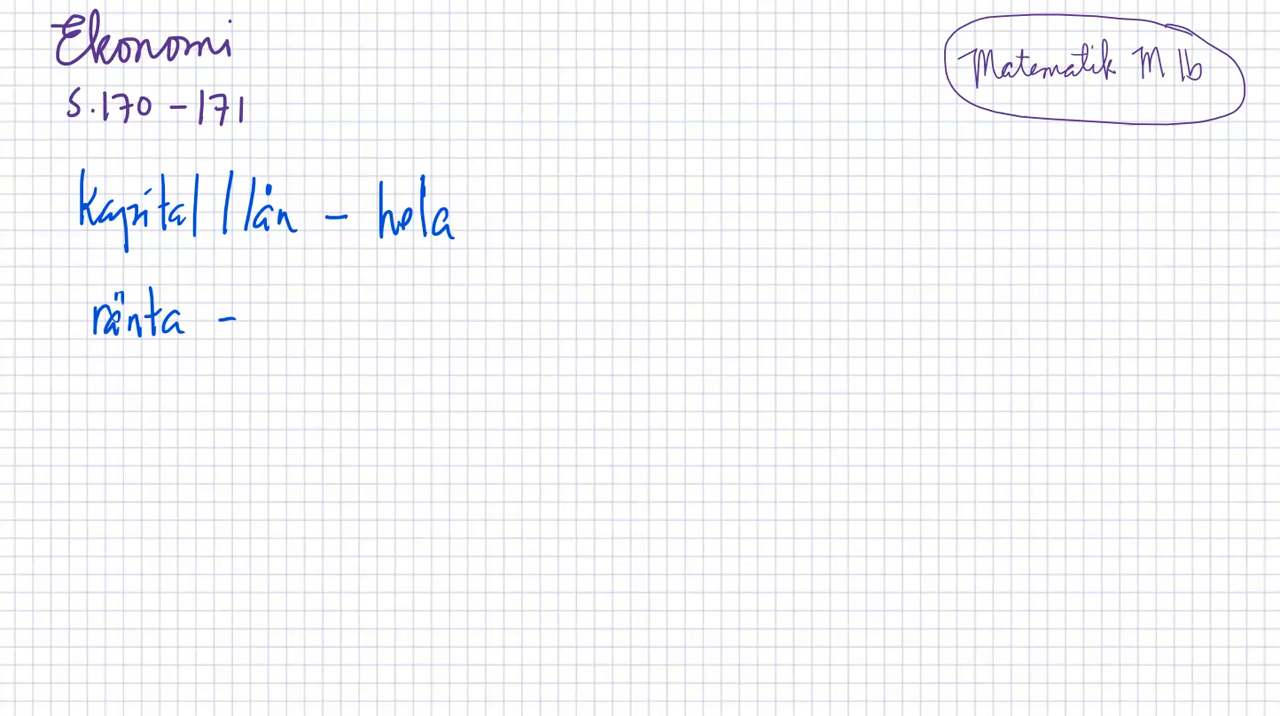 Ekonomi
Matematik M 1b
s. 170 - 171
kapital / lån - hela
ränta -